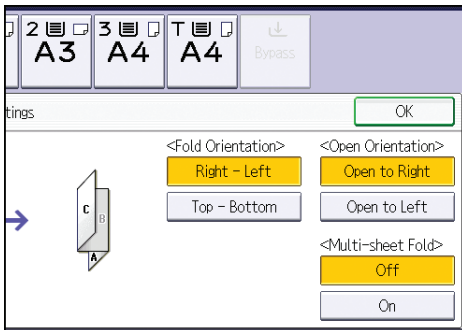 2 3 T
A3 A4 A4 Bypass
tings OK
<Fold Orientation> <Open Orientation>
Right - Left Open to Right
Top - Bottom Open to Left
C B
A
<Multi-sheet Fold>
Off
On